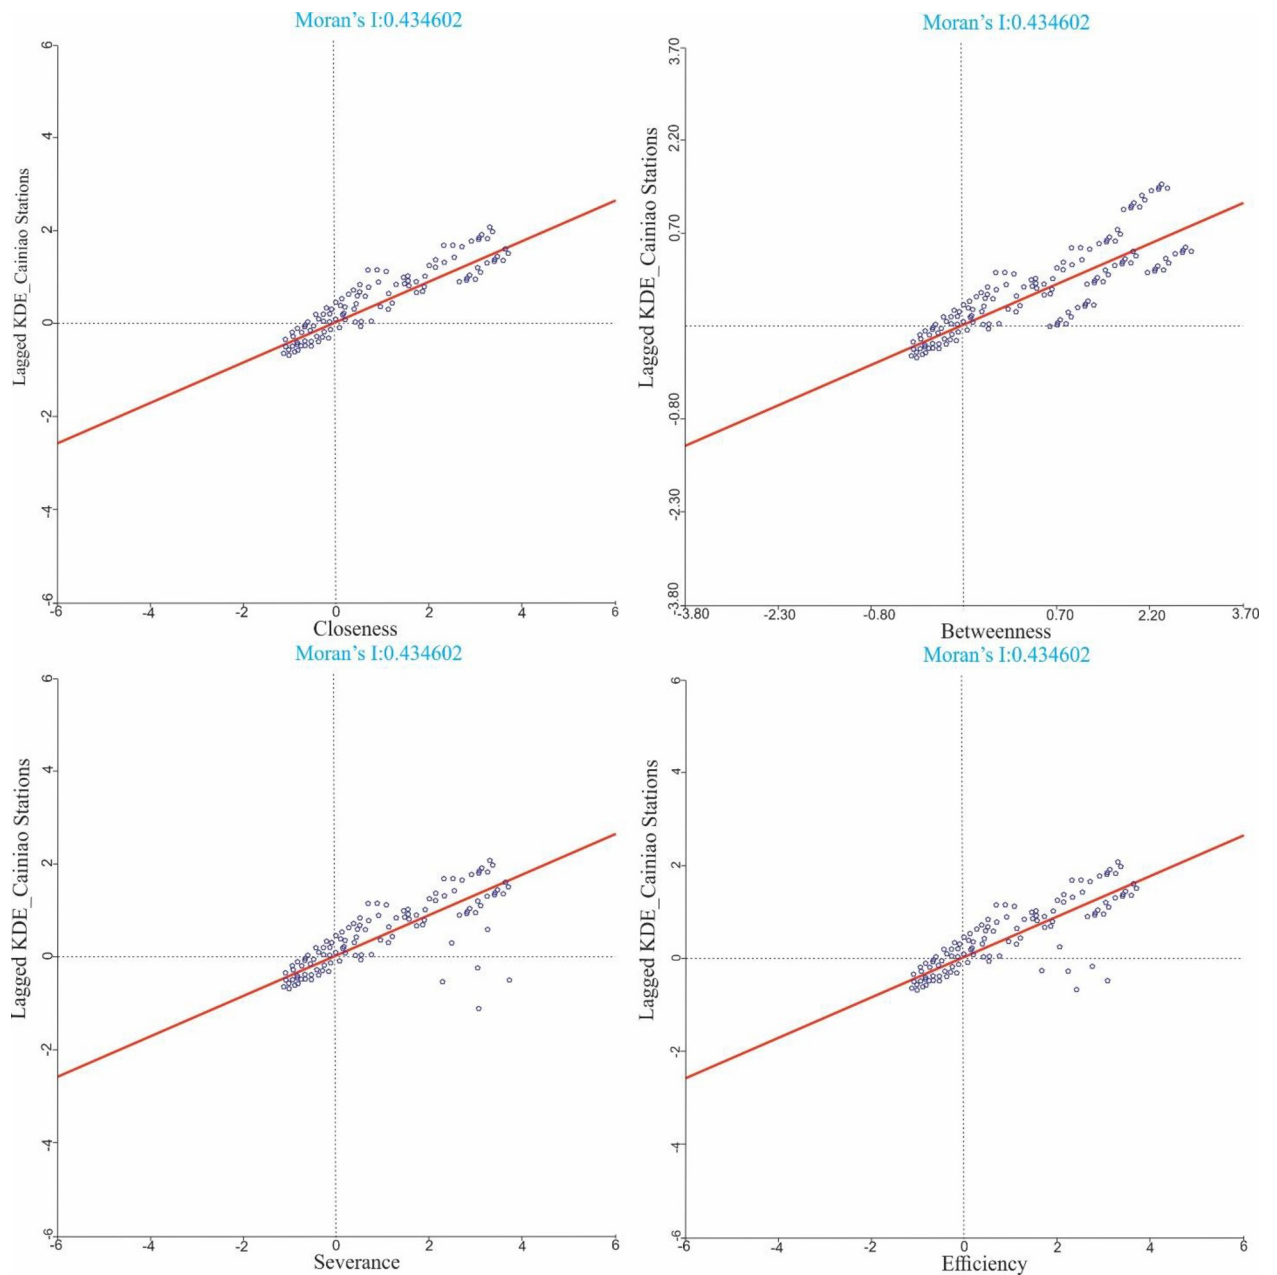 Moran's I:0.434602
Lagged KDE_Cainiao Stations
6
4
2
0
-2
-4
-6
-6 -4 -2 0 2 4 6
Closeness
Moran's I:0.434602
Lagged KDE_Cainiao Stations
3.70
2.20
0.70
-0.80
-2.30
-3.80
-3.80 -2.30 -0.80 0.70 2.20 3.70
Betweenness
Moran's I:0.434602
Lagged KDE_Cainiao Stations
6
4
2
0
-2
-4
-6
-6 -4 -2 0 2 4 6
Severance
Moran's I:0.434602
Lagged KDE_Cainiao Stations
6
4
2
0
-2
-4
-6
-6 -4 -2 0 2 4 6
Efficiency